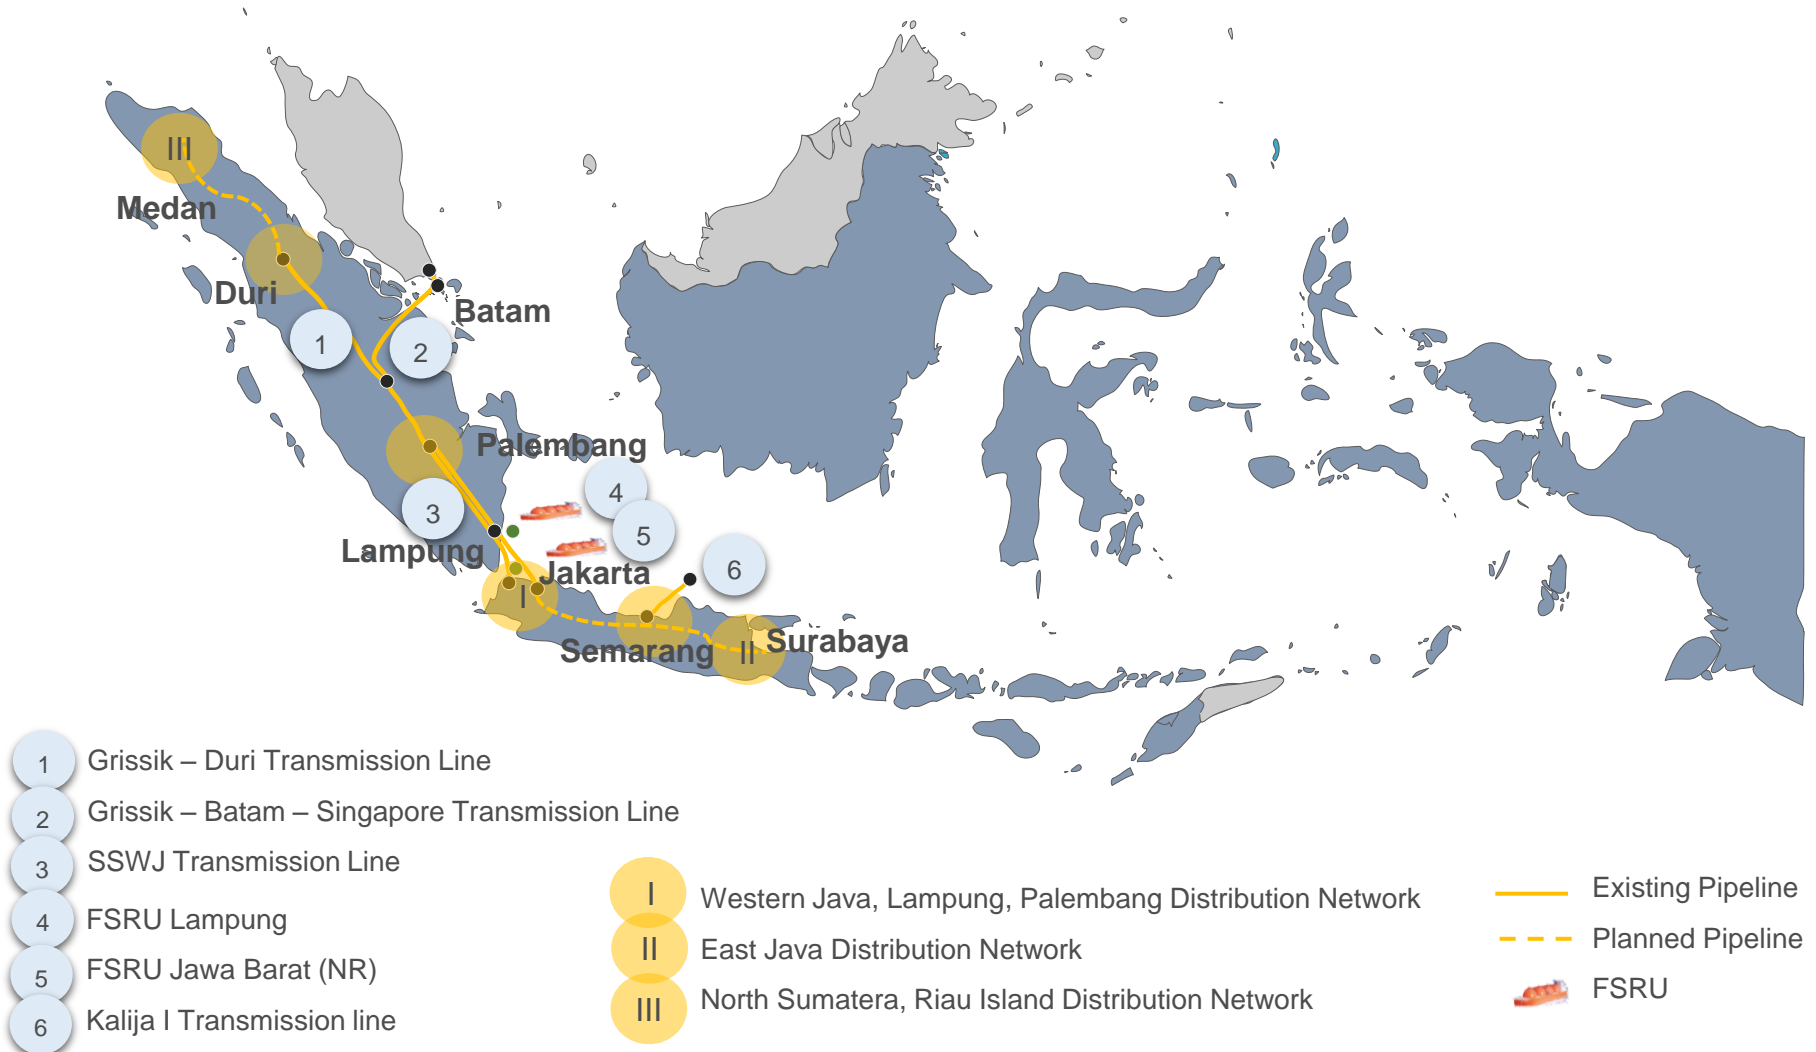 III
Medan
Duri
Batam
1
2
Palembang
4
3
5
Lampung
Jakarta
6
I
Semarang
II
Surabaya
1 Grissik – Duri Transmission Line
2 Grissik – Batam – Singapore Transmission Line
3 SSWJ Transmission Line
4 FSRU Lampung
5 FSRU Jawa Barat (NR)
6 Kalija I Transmission line
I Western Java, Lampung, Palembang Distribution Network
II East Java Distribution Network
III North Sumatera, Riau Island Distribution Network
Existing Pipeline
Planned Pipeline
FSRU